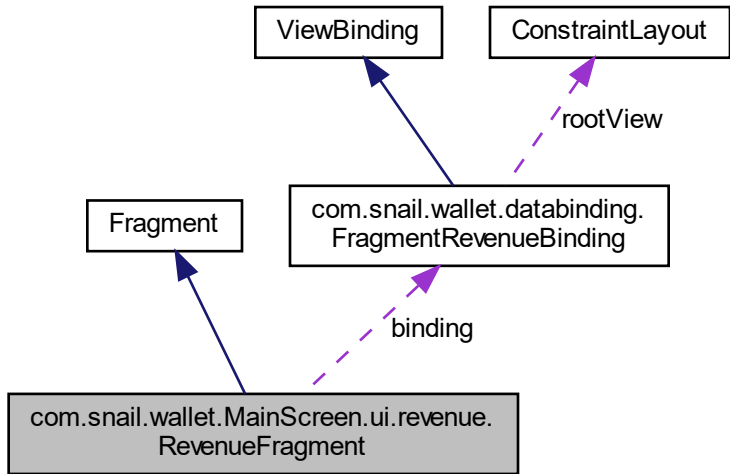 ViewBinding
ConstraintLayout
rootView
com.snail.wallet.databinding.
FragmentRevenueBinding
Fragment
binding
com.snail.wallet.MainScreen.ui.revenue.
RevenueFragment